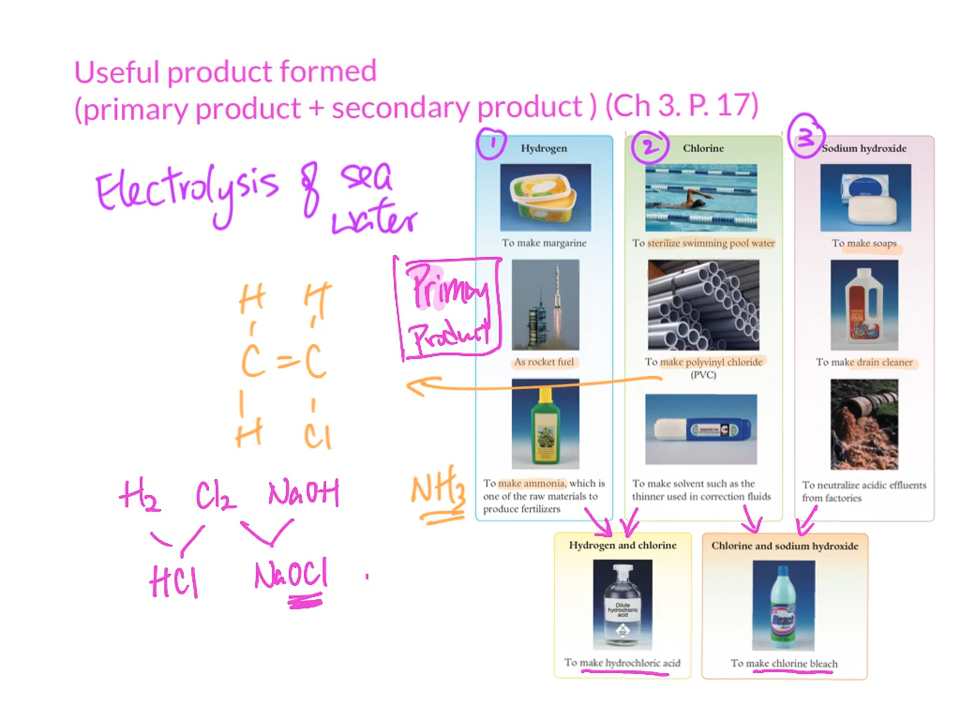 Useful product formed
(primary product + secondary product ) (Ch 3. P. 17)
Electrolysis of sea
water
Primary
Product
H H
C = C
H Cl
H2 Cl2 NaOH
HCl NaOCl
NH3
1
Hydrogen
To make margarine
As rocket fuel
To make ammonia, which is
one of the raw materials to
produce fertilizers
2
Chlorine
To sterilize swimming pool water
To make polyvinyl chloride
(PVC)
To make solvent such as the
thinner used in correction fluids
3
Sodium hydroxide
To make soaps
To make drain cleaner
To neutralize acidic effluents
from factories
Hydrogen and chlorine
Dilute
hydrochloric
acid
To make hydrochloric acid
Chlorine and sodium hydroxide
Bleach
To make chlorine bleach